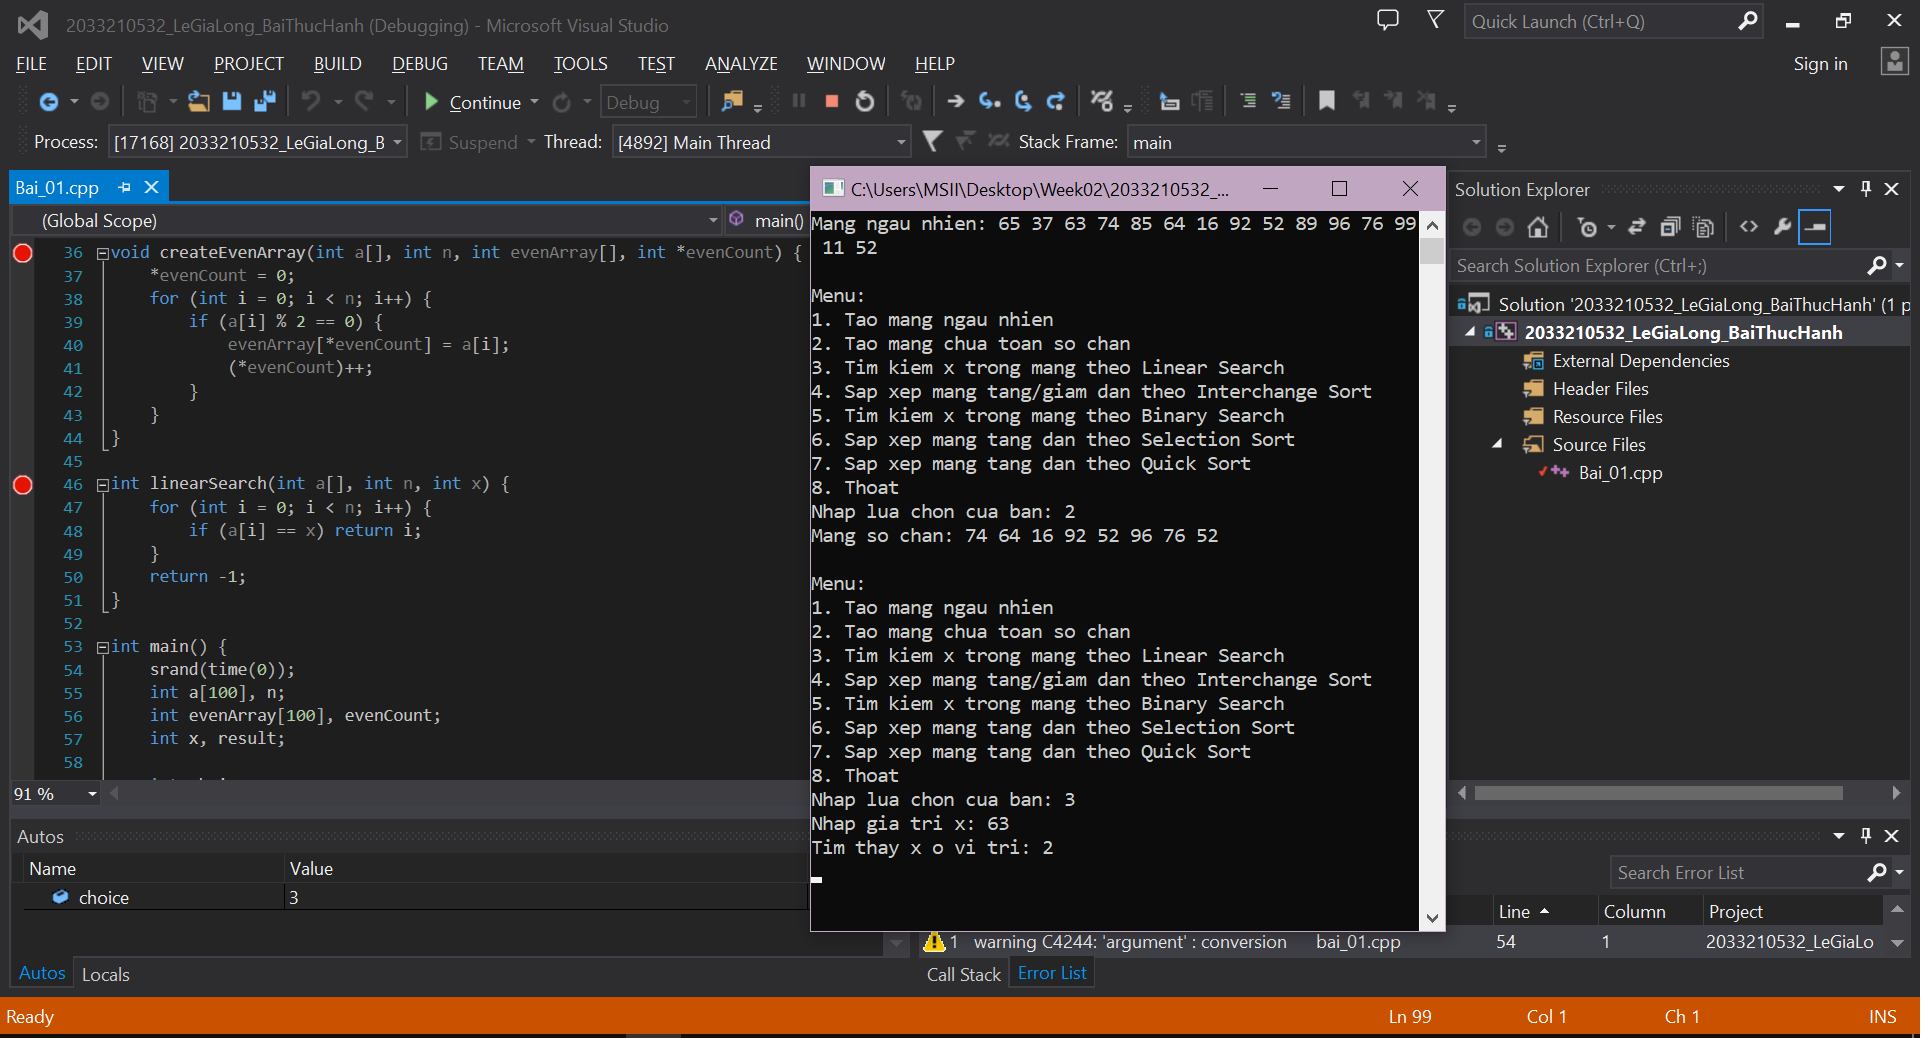 2033210532_LeGiaLong_BaiThucHanh (Debugging) - Microsoft Visual Studio
Quick Launch (Ctrl+Q)
FILE EDIT VIEW PROJECT BUILD DEBUG TEAM TOOLS TEST ANALYZE WINDOW HELP
Sign in
Continue
Debug
Process: [17168] 2033210532_LeGiaLong_B
Suspend
Thread: [4892] Main Thread
Stack Frame: main
Bai_01.cpp
(Global Scope)
main()
36 void createEvenArray(int a[], int n, int evenArray[], int *evenCount) {
37 *evenCount = 0;
38 for (int i = 0; i < n; i++) {
39 if (a[i] % 2 == 0) {
40 evenArray[*evenCount] = a[i];
41 (*evenCount)++;
42 }
43 }
44 }
45
46 int linearSearch(int a[], int n, int x) {
47 for (int i = 0; i < n; i++) {
48 if (a[i] == x) return i;
49 }
50 return -1;
51 }
52
53 int main() {
54 srand(time(0));
55 int a[100], n;
56 int evenArray[100], evenCount;
57 int x, result;
58
91 %
C:\Users\MSII\Desktop\Week02\2033210532_...
Mang ngau nhien: 65 37 63 74 85 64 16 92 52 89 96 76 99
11 52
Menu:
1. Tao mang ngau nhien
2. Tao mang chua toan so chan
3. Tim kiem x trong mang theo Linear Search
4. Sap xep mang tang/giam dan theo Interchange Sort
5. Tim kiem x trong mang theo Binary Search
6. Sap xep mang tang dan theo Selection Sort
7. Sap xep mang tang dan theo Quick Sort
8. Thoat
Nhap lua chon cua ban: 2
Mang so chan: 74 64 16 92 52 96 76 52
Menu:
1. Tao mang ngau nhien
2. Tao mang chua toan so chan
3. Tim kiem x trong mang theo Linear Search
4. Sap xep mang tang/giam dan theo Interchange Sort
5. Tim kiem x trong mang theo Binary Search
6. Sap xep mang tang dan theo Selection Sort
7. Sap xep mang tang dan theo Quick Sort
8. Thoat
Nhap lua chon cua ban: 3
Nhap gia tri x: 63
Tim thay x o vi tri: 2
Solution Explorer
Search Solution Explorer (Ctrl+;)
Solution '2033210532_LeGiaLong_BaiThucHanh' (1 p
2033210532_LeGiaLong_BaiThucHanh
External Dependencies
Header Files
Resource Files
Source Files
Bai_01.cpp
Autos
Name Value
choice 3
Autos Locals
Search Error List
Line Column Project
1 warning C4244: 'argument' : conversion bai_01.cpp 54 1 2033210532_LeGiaLo
Call Stack Error List
Ready
Ln 99 Col 1 Ch 1 INS